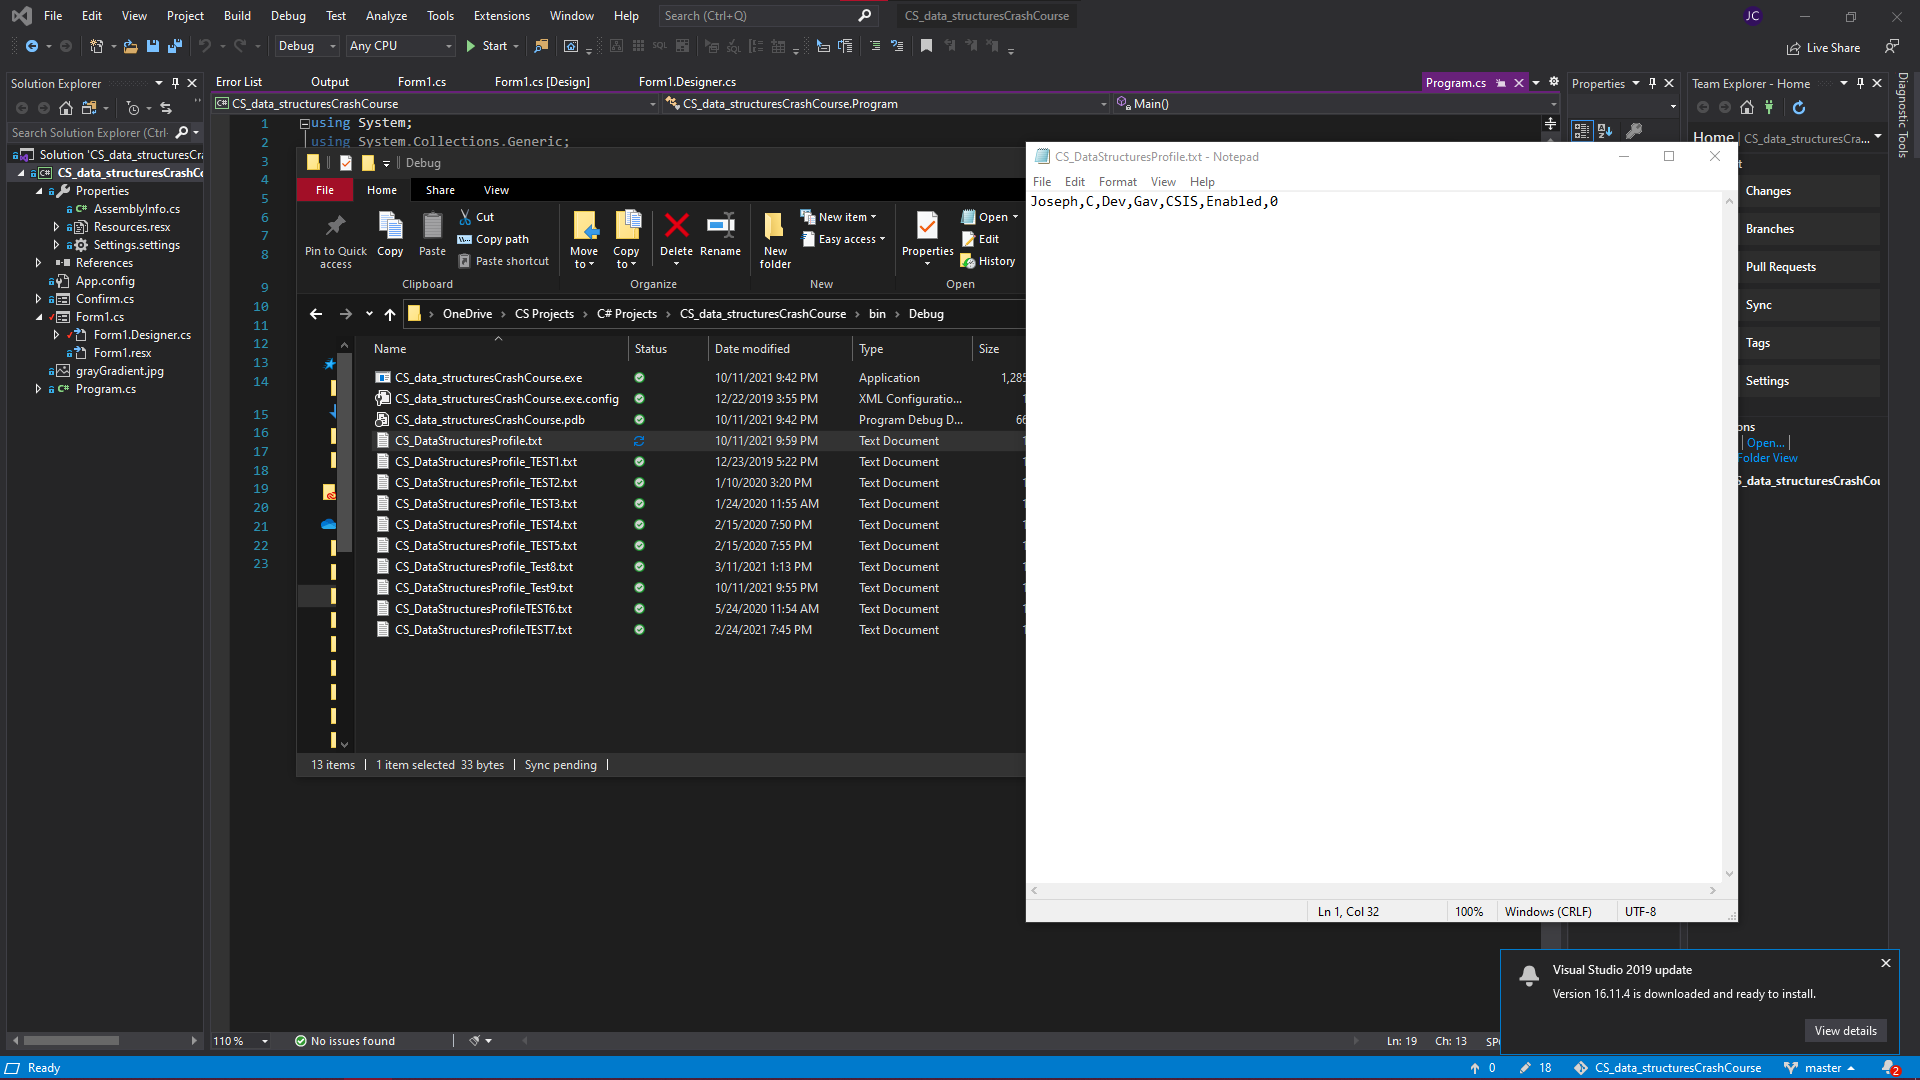 File Edit View Project Build Debug Test Analyze Tools Extensions Window Help Search (Ctrl+Q) CS_data_structuresCrashCourse JC
Debug Any CPU Start SQL SQL Live Share
Solution Explorer
Search Solution Explorer (Ctrl
Solution 'CS_data_structuresCr
CS_data_structuresCrashCo
Properties
AssemblyInfo.cs
Resources.resx
Settings.settings
References
App.config
Confirm.cs
Form1.cs
Form1.Designer.cs
Form1.resx
grayGradient.jpg
Program.cs
Error List Output Form1.cs Form1.cs [Design] Form1.Designer.cs Program.cs
CS_data_structuresCrashCourse CS_data_structuresCrashCourse.Program Main()
1 using System;
2 using System.Collections.Generic;
3
4
5
6
7
8
9
10
11
12
13
14
15
16
17
18
19
20
21
22
23
Debug
File Home Share View
Pin to Quick access
Copy
Paste
Cut
Copy path
Paste shortcut
Clipboard
Move to
Copy to
Delete
Rename
Organize
New folder
New item
Easy access
New
Properties
Open
Edit
History
Open
OneDrive CS Projects C# Projects CS_data_structuresCrashCourse bin Debug
Name Status Date modified Type Size
CS_data_structuresCrashCourse.exe 10/11/2021 9:42 PM Application 1,285
CS_data_structuresCrashCourse.exe.config 12/22/2019 3:55 PM XML Configuratio... 1
CS_data_structuresCrashCourse.pdb 10/11/2021 9:42 PM Program Debug D... 66
CS_DataStructuresProfile.txt 10/11/2021 9:59 PM Text Document 1
CS_DataStructuresProfile_TEST1.txt 12/23/2019 5:22 PM Text Document 1
CS_DataStructuresProfile_TEST2.txt 1/10/2020 3:20 PM Text Document 1
CS_DataStructuresProfile_TEST3.txt 1/24/2020 11:55 AM Text Document 1
CS_DataStructuresProfile_TEST4.txt 2/15/2020 7:50 PM Text Document 1
CS_DataStructuresProfile_TEST5.txt 2/15/2020 7:55 PM Text Document 1
CS_DataStructuresProfile_Test8.txt 3/11/2021 1:13 PM Text Document 1
CS_DataStructuresProfile_Test9.txt 10/11/2021 9:55 PM Text Document 1
CS_DataStructuresProfileTEST6.txt 5/24/2020 11:54 AM Text Document 1
CS_DataStructuresProfileTEST7.txt 2/24/2021 7:45 PM Text Document 1
13 items 1 item selected 33 bytes Sync pending
CS_DataStructuresProfile.txt - Notepad
File Edit Format View Help
Joseph,C,Dev,Gav,CSIS,Enabled,0
Ln 1, Col 32 100% Windows (CRLF) UTF-8
Properties
Team Explorer - Home
Home | CS_data_structuresCra...
t
Changes
Branches
Pull Requests
Sync
Tags
Settings
ons
Open... |
Folder View
S_data_structuresCrashCou
Diagnostic Tools
Visual Studio 2019 update
Version 16.11.4 is downloaded and ready to install.
View details
110 % No issues found Ln: 19 Ch: 13 SPC
Ready 0 18 CS_data_structuresCrashCourse master 2